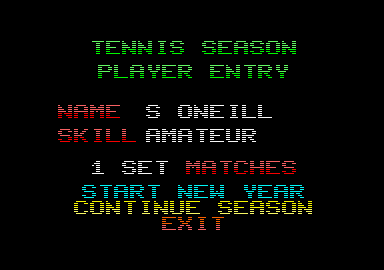 TENNIS SEASON
PLAYER ENTRY
NAME S ONEILL
SKILL AMATEUR
1 SET MATCHES
START NEW YEAR
CONTINUE SEASON
EXIT